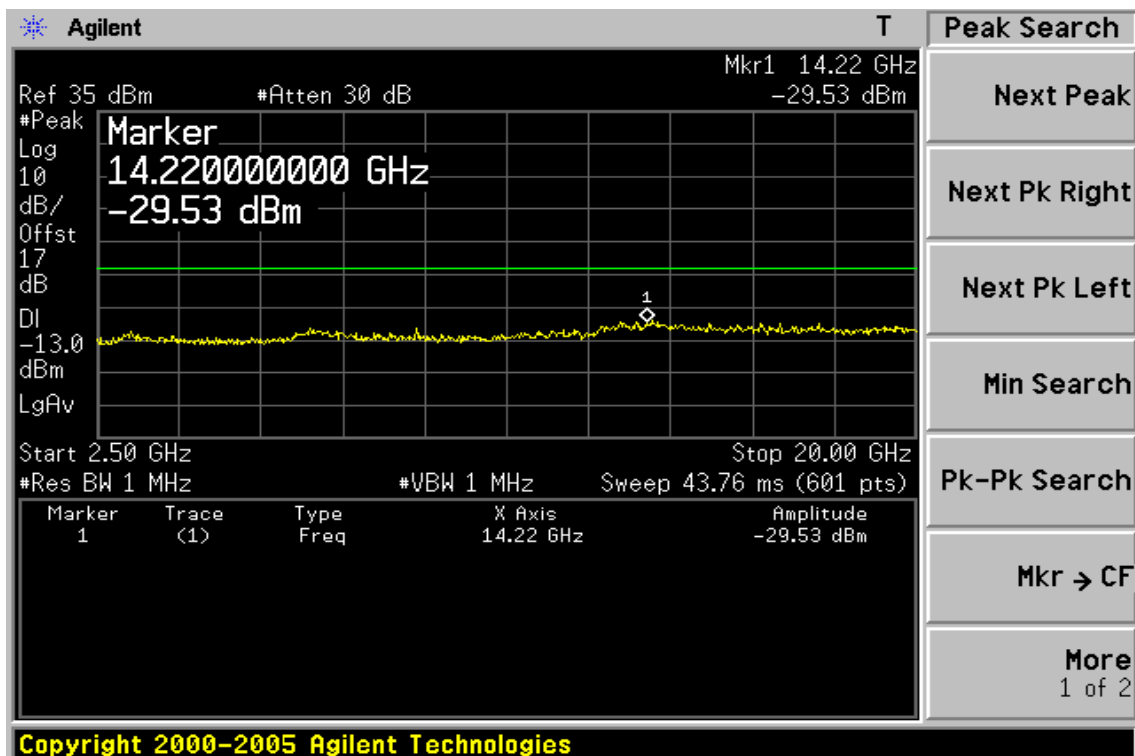 Agilent T
Peak Search
Mkr1 14.22 GHz
Ref 35 dBm #Atten 30 dB -29.53 dBm
#Peak
Log
10
dB/
Offst
17
dB
DI
-13.0
dBm
LgAv
Marker
14.220000000 GHz
-29.53 dBm
1
Start 2.50 GHz Stop 20.00 GHz
#Res BW 1 MHz #VBW 1 MHz Sweep 43.76 ms (601 pts)
Marker Trace Type X Axis Amplitude
1 (1) Freq 14.22 GHz -29.53 dBm
Next Peak
Next Pk Right
Next Pk Left
Min Search
Pk-Pk Search
Mkr → CF
More
1 of 2
Copyright 2000-2005 Agilent Technologies